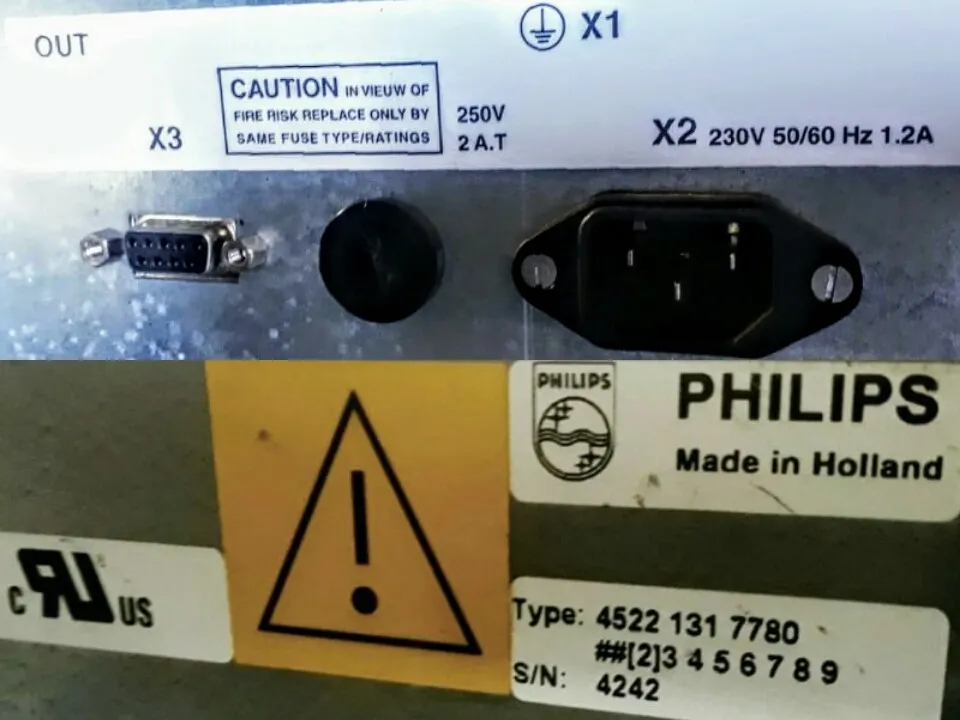 OUT
X1
CAUTION IN VIEUW OF
FIRE RISK REPLACE ONLY BY
SAME FUSE TYPE/RATINGS
250V
2 A.T
X3
X2 230V 50/60 Hz 1.2A
PHILIPS
PHILIPS
Made in Holland
c RU ® US
Type: 4522 131 7780
##[2]3 4 5 6 7 8 9
S/N: 4242